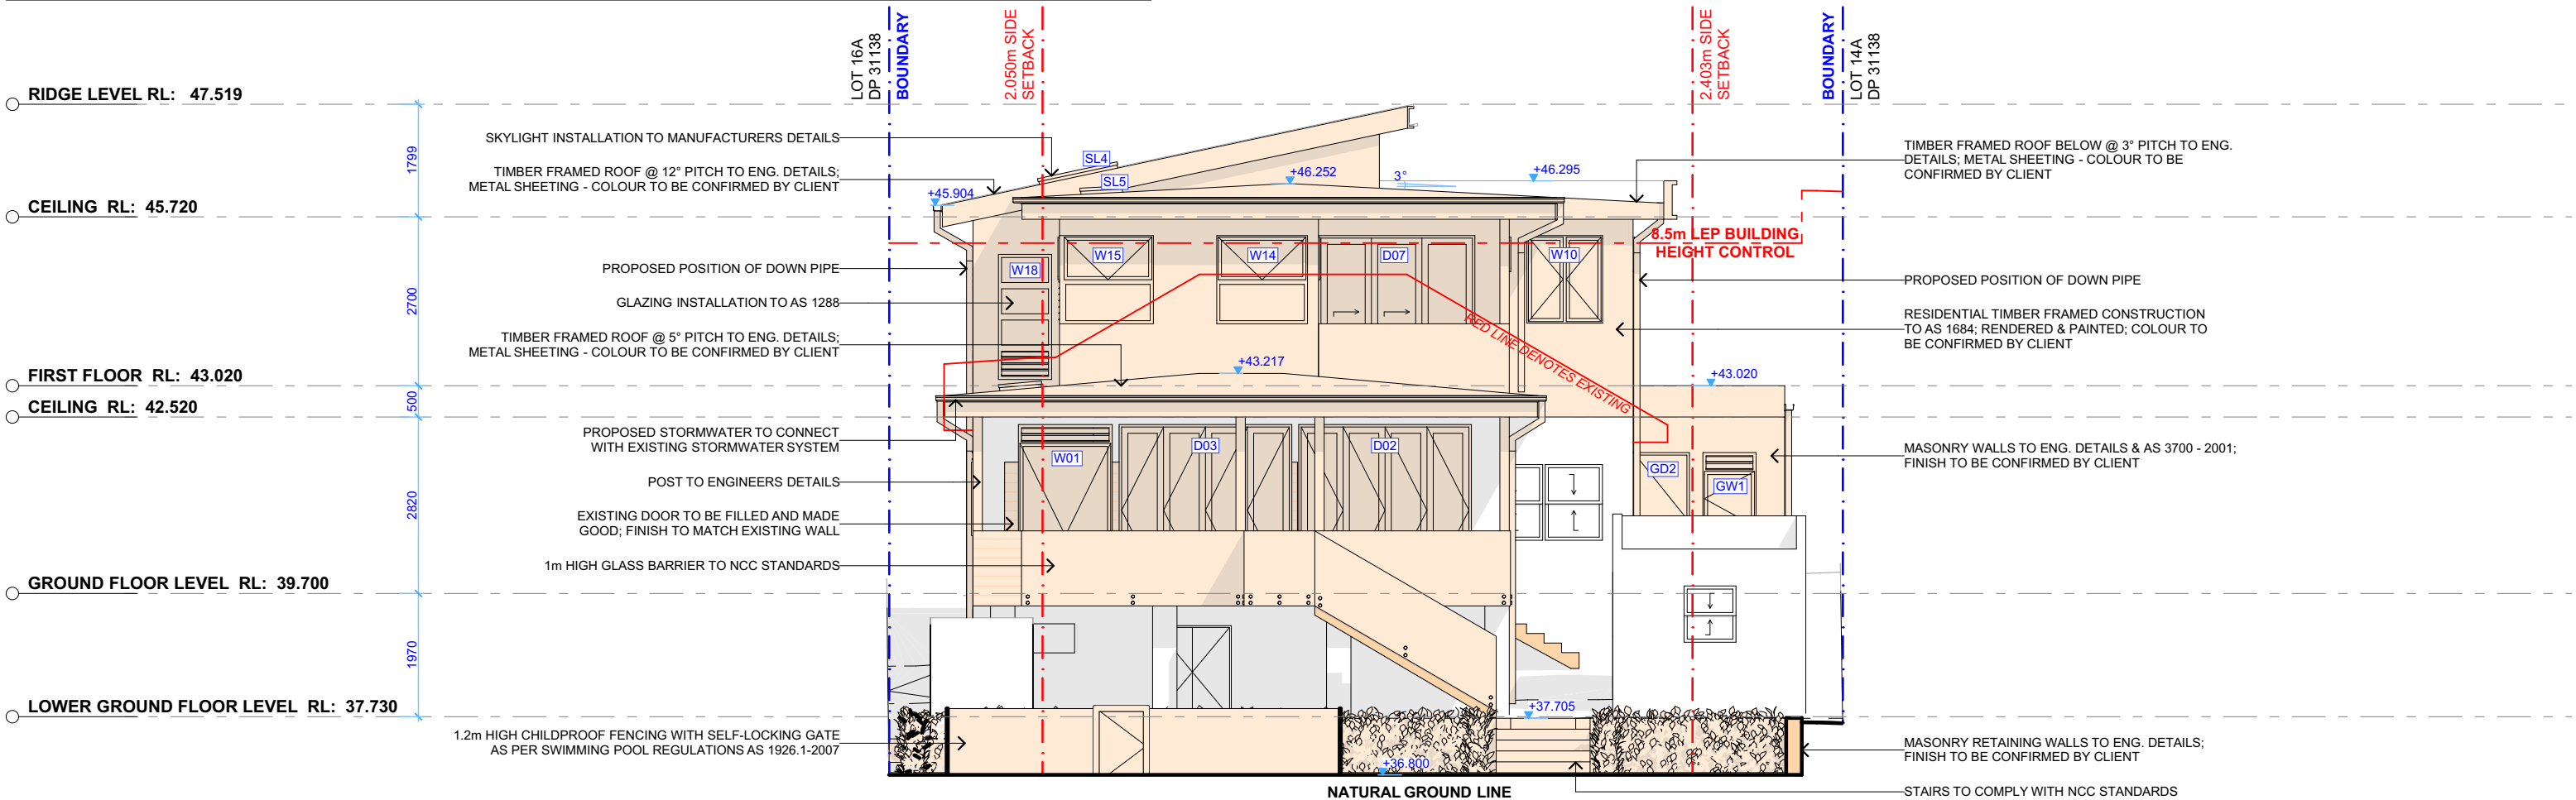 LOT 16A
DP 31138
BOUNDARY
2.050m SIDE
SETBACK
2.403m SIDE
SETBACK
BOUNDARY
LOT 14A
DP 31138
RIDGE LEVEL RL: 47.519
CEILING RL: 45.720
FIRST FLOOR RL: 43.020
CEILING RL: 42.520
GROUND FLOOR LEVEL RL: 39.700
LOWER GROUND FLOOR LEVEL RL: 37.730
1799
2700
500
2820
1970
SKYLIGHT INSTALLATION TO MANUFACTURERS DETAILS
TIMBER FRAMED ROOF @ 12° PITCH TO ENG. DETAILS;
METAL SHEETING - COLOUR TO BE CONFIRMED BY CLIENT
PROPOSED POSITION OF DOWN PIPE
GLAZING INSTALLATION TO AS 1288
TIMBER FRAMED ROOF @ 5° PITCH TO ENG. DETAILS;
METAL SHEETING - COLOUR TO BE CONFIRMED BY CLIENT
PROPOSED STORMWATER TO CONNECT
WITH EXISTING STORMWATER SYSTEM
POST TO ENGINEERS DETAILS
EXISTING DOOR TO BE FILLED AND MADE
GOOD; FINISH TO MATCH EXISTING WALL
1m HIGH GLASS BARRIER TO NCC STANDARDS
1.2m HIGH CHILDPROOF FENCING WITH SELF-LOCKING GATE
AS PER SWIMMING POOL REGULATIONS AS 1926.1-2007
SL4
SL5
+45.904
+46.252
3°
+46.295
W18
W15
W14
D07
W10
8.5m LEP BUILDING
HEIGHT CONTROL
RED LINE DENOTES EXISTING
+43.217
+43.020
W01
D03
D02
GD2
GW1
+37.705
+36.800
NATURAL GROUND LINE
TIMBER FRAMED ROOF BELOW @ 3° PITCH TO ENG.
DETAILS; METAL SHEETING - COLOUR TO BE
CONFIRMED BY CLIENT
PROPOSED POSITION OF DOWN PIPE
RESIDENTIAL TIMBER FRAMED CONSTRUCTION
TO AS 1684; RENDERED & PAINTED; COLOUR TO
BE CONFIRMED BY CLIENT
MASONRY WALLS TO ENG. DETAILS & AS 3700 - 2001;
FINISH TO BE CONFIRMED BY CLIENT
MASONRY RETAINING WALLS TO ENG. DETAILS;
FINISH TO BE CONFIRMED BY CLIENT
STAIRS TO COMPLY WITH NCC STANDARDS